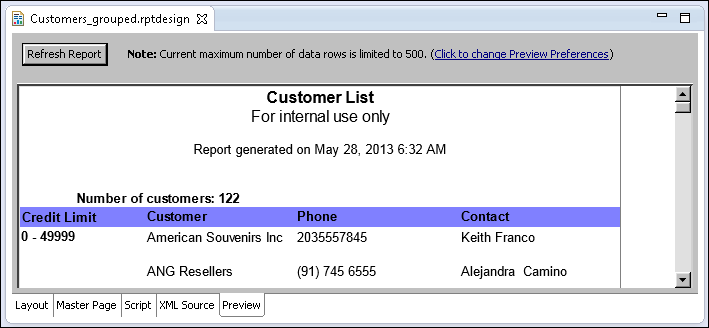 Customers_grouped.rptdesign
Refresh Report Note: Current maximum number of data rows is limited to 500. (Click to change Preview Preferences)
Customer List
For internal use only
Report generated on May 28, 2013 6:32 AM
Number of customers: 122
Credit Limit Customer Phone Contact
0 - 49999 American Souvenirs Inc 2035557845 Keith Franco
ANG Resellers (91) 745 6555 Alejandra Camino
Layout Master Page Script XML Source Preview